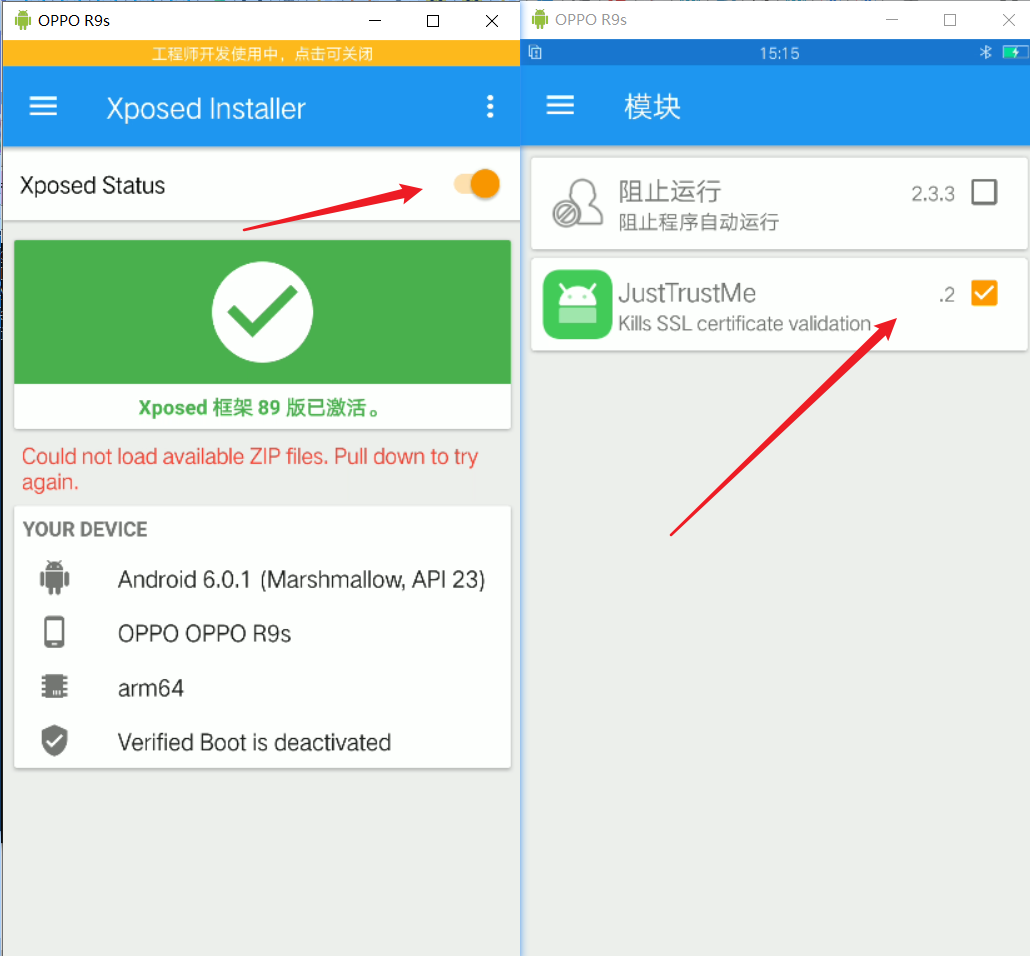 OPPO R9s
工程师开发使用中，点击可关闭
Xposed Installer
Xposed Status
Xposed 框架 89 版已激活。
Could not load available ZIP files. Pull down to try
again.
YOUR DEVICE
Android 6.0.1 (Marshmallow, API 23)
OPPO OPPO R9s
arm64
Verified Boot is deactivated
OPPO R9s
15:15
模块
阻止运行
2.3.3
阻止程序自动运行
JustTrustMe
.2
Kills SSL certificate validation